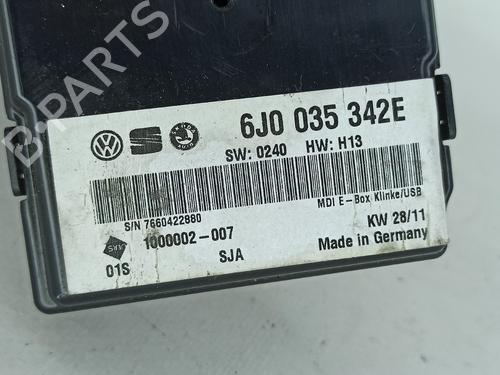 B-PARTS
6J0 035 342E
SW: 0240 HW: H13
MDI E-Box Klinke/USB
S/N 7660422880
1000002-007
KW 28/11
01S
SJA
Made in Germany